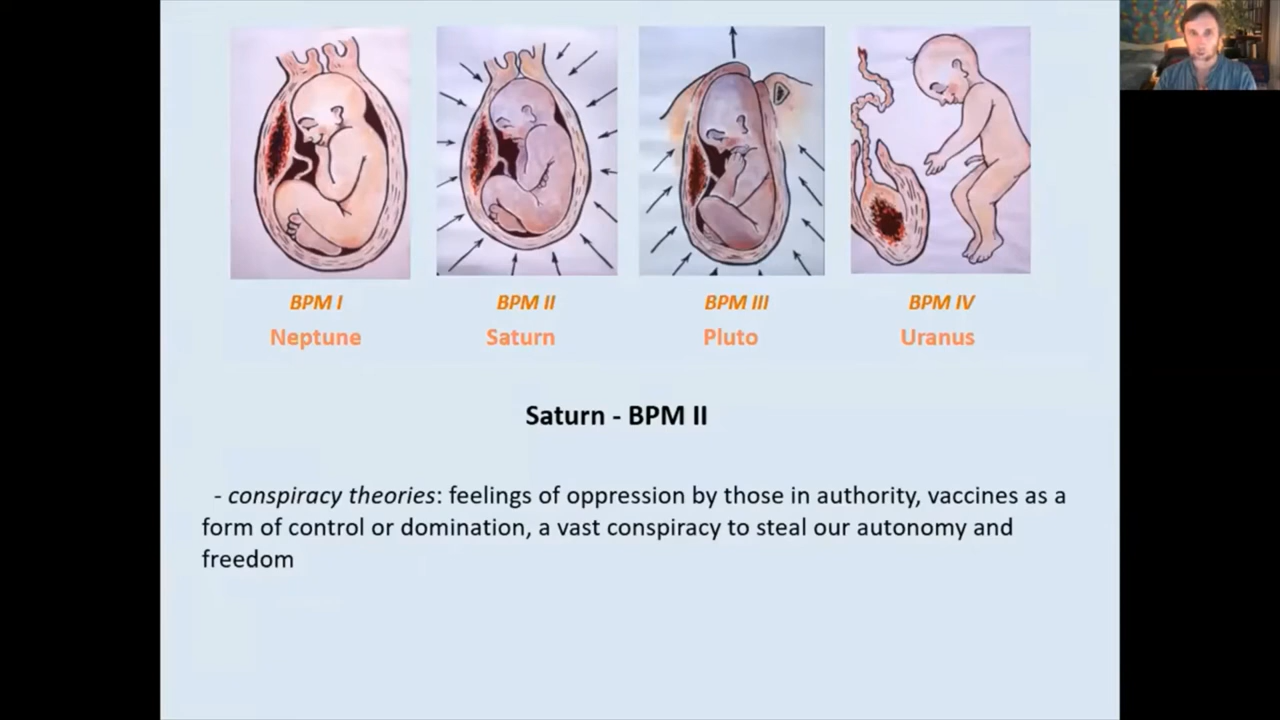 BPM I BPM II BPM III BPM IV
Neptune Saturn Pluto Uranus
Saturn - BPM II
- conspiracy theories: feelings of oppression by those in authority, vaccines as a
form of control or domination, a vast conspiracy to steal our autonomy and
freedom